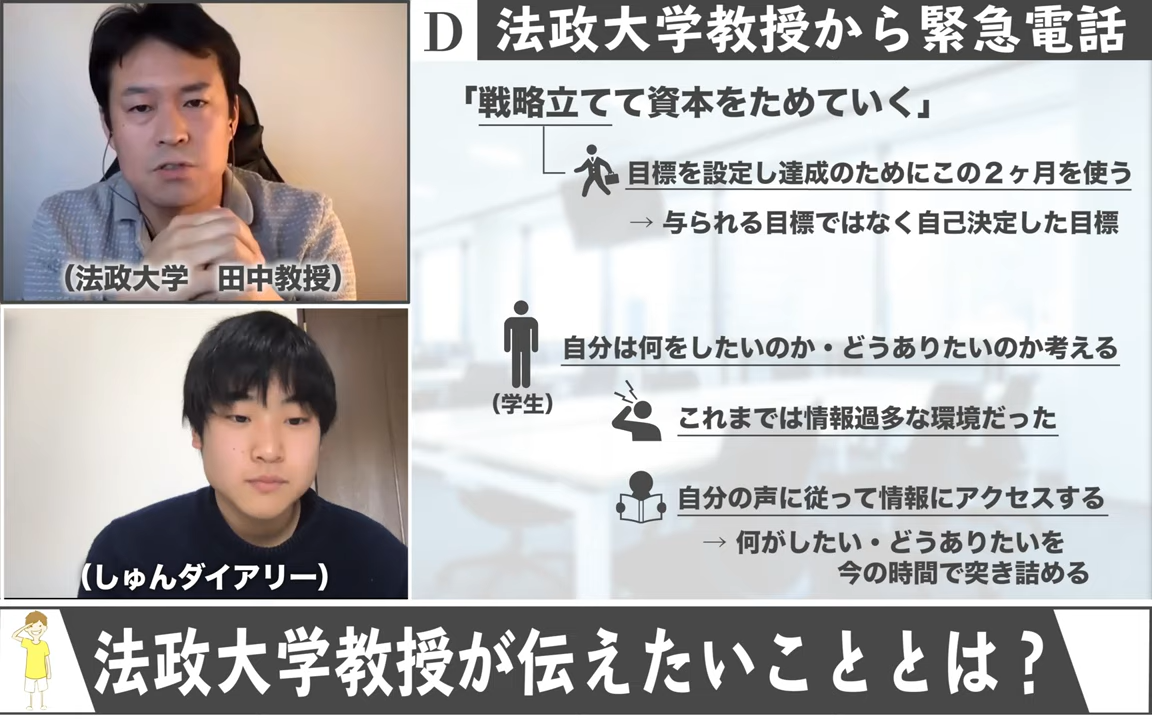 D 法政大学教授から緊急電話
「戦略立てて資本をためていく」
目標を設定し達成のためにこの２ヶ月を使う
→ 与られる目標ではなく自己決定した目標
(学生)
自分は何をしたいのか・どうありたいのか考える
これまでは情報過多な環境だった
自分の声に従って情報にアクセスする
→ 何がしたい・どうありたいを
今の時間で突き詰める
(法政大学　田中教授)
(しゅんダイアリー)
法政大学教授が伝えたいこととは？